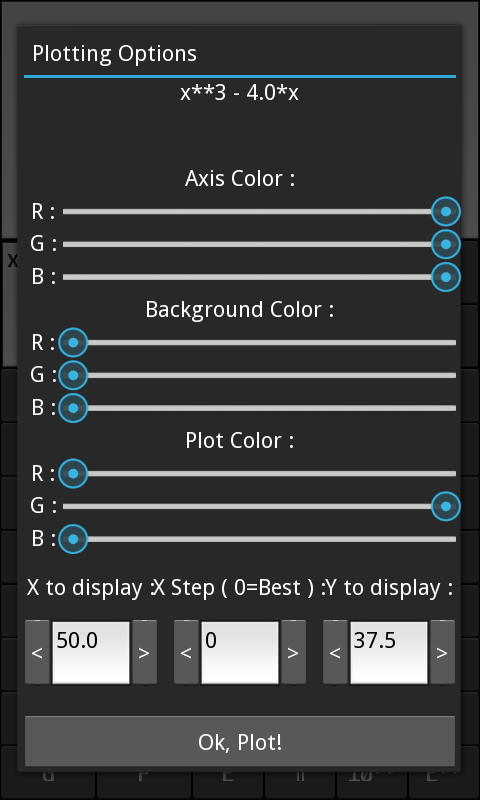 Plotting Options
x**3 - 4.0*x
Axis Color :
R :
G :
B :
Background Color :
R :
G :
B :
Plot Color :
R :
G :
B :
X to display : X Step ( 0=Best ) : Y to display :
< 50.0 > < 0 > < 37.5 >
Ok, Plot!